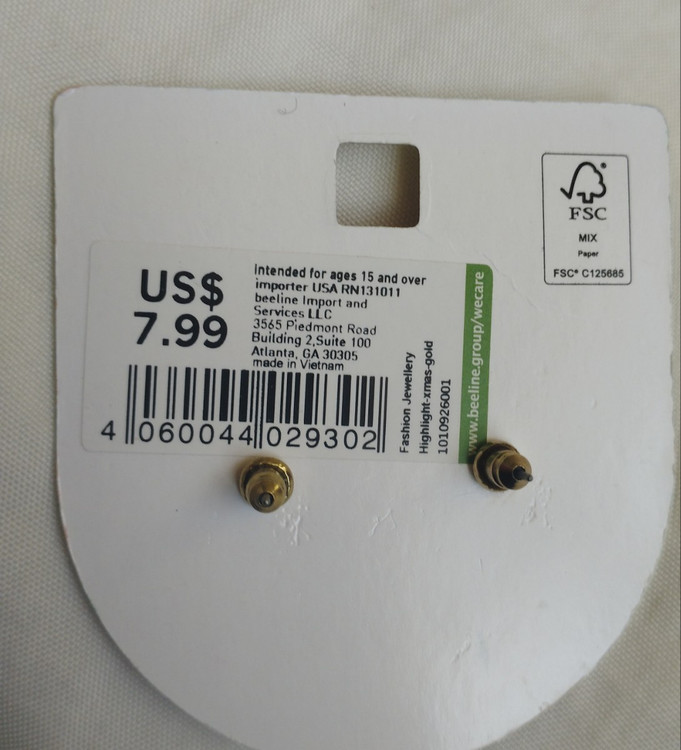 US$
7.99
Intended for ages 15 and over
importer USA RN131011
beeline Import and
Services LLC
3565 Piedmont Road
Building 2,Suite 100
Atlanta, GA 30305
made in Vietnam
4 060044 029302
Fashion Jewellery
Highlight-xmas-gold
1010926001
www.beeline.group/wecare
FSC
MIX
Paper
FSC® C125685